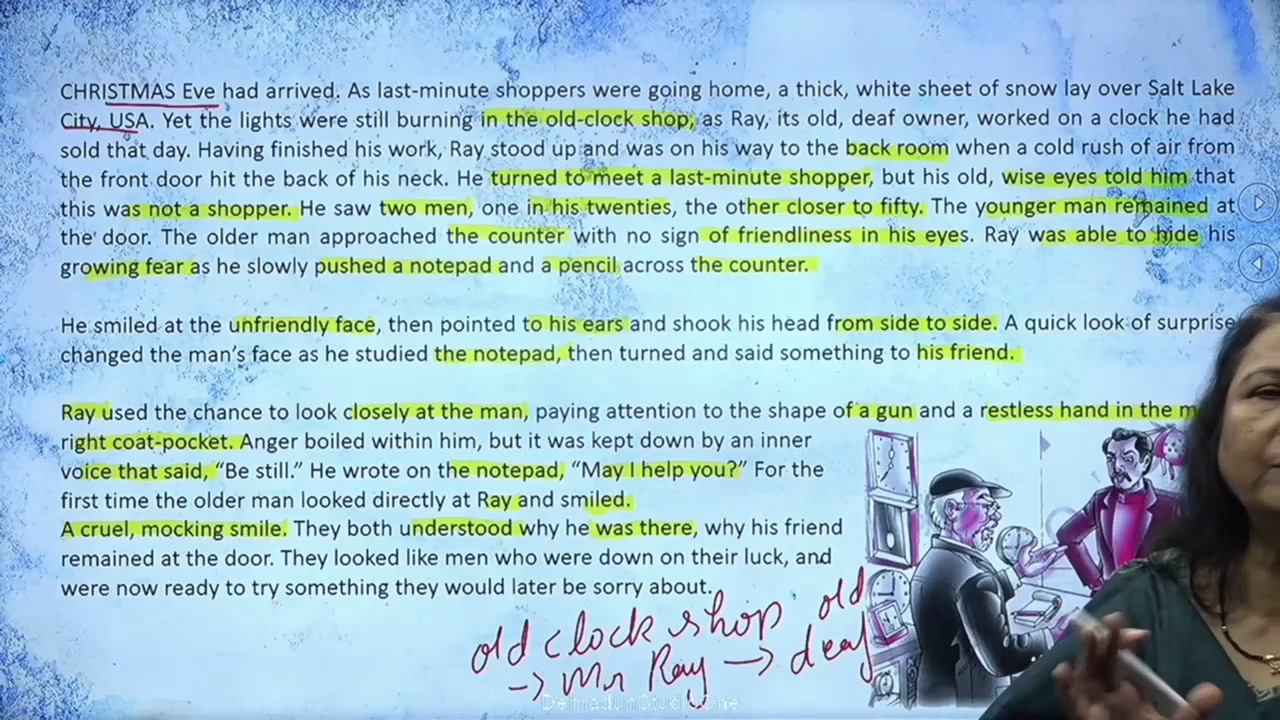 CHRISTMAS Eve had arrived. As last-minute shoppers were going home, a thick, white sheet of snow lay over Salt Lake
City, USA. Yet the lights were still burning in the old-clock shop, as Ray, its old, deaf owner, worked on a clock he had
sold that day. Having finished his work, Ray stood up and was on his way to the back room when a cold rush of air from
the front door hit the back of his neck. He turned to meet a last-minute shopper, but his old, wise eyes told him that
this was not a shopper. He saw two men, one in his twenties, the other closer to fifty. The younger man remained at
the door. The older man approached the counter with no sign of friendliness in his eyes. Ray was able to hide his
growing fear as he slowly pushed a notepad and a pencil across the counter.
He smiled at the unfriendly face, then pointed to his ears and shook his head from side to side. A quick look of surprise
changed the man's face as he studied the notepad, then turned and said something to his friend.
Ray used the chance to look closely at the man, paying attention to the shape of a gun and a restless hand in the
right coat-pocket. Anger boiled within him, but it was kept down by an inner
voice that said, “Be still.” He wrote on the notepad, “May I help you?” For the
first time the older man looked directly at Ray and smiled.
A cruel, mocking smile. They both understood why he was there, why his friend
remained at the door. They looked like men who were down on their luck, and
were now ready to try something they would later be sorry about.
old clock shop old
→ Mr Ray → deaf
DehradunStudioOne